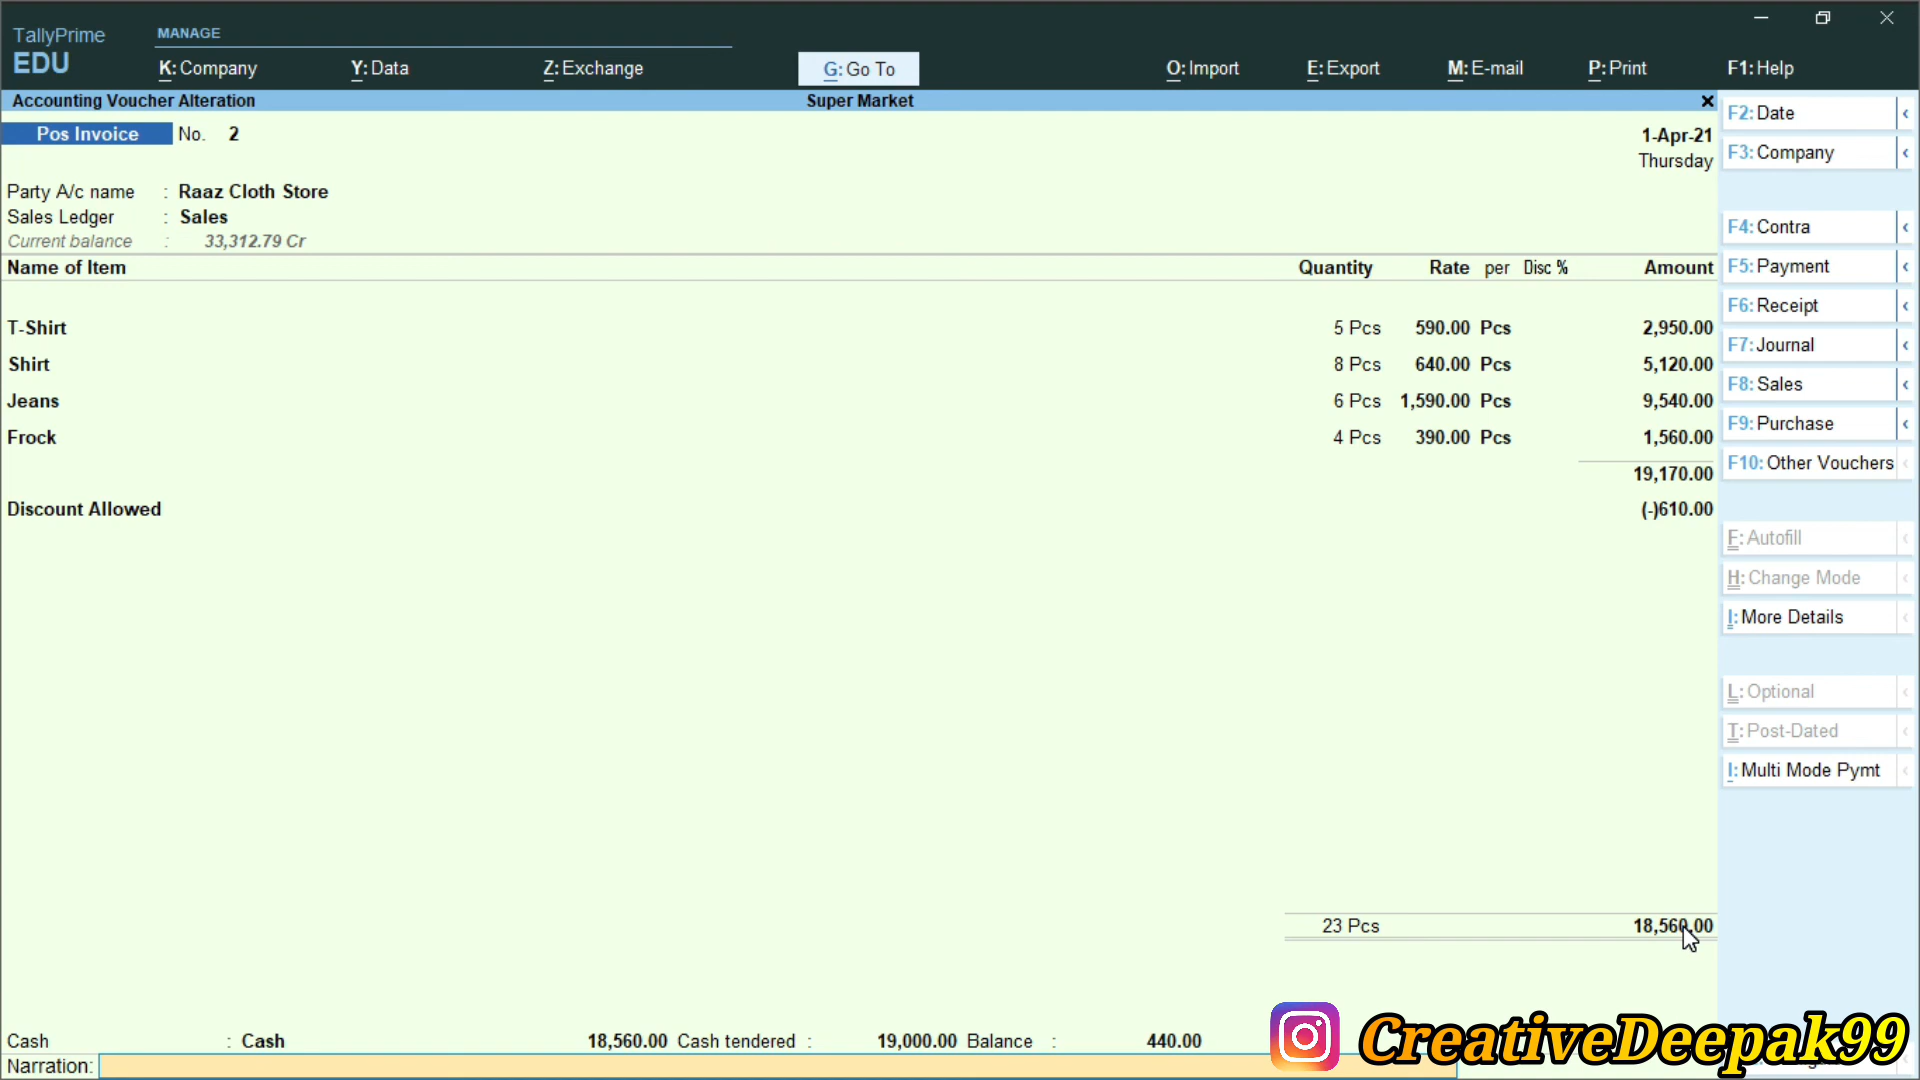 TallyPrime
EDU
MANAGE
K: Company Y: Data Z: Exchange G: Go To O: Import E: Export M: E-mail P: Print F1: Help
Accounting Voucher Alteration Super Market
Pos Invoice No. 2 1-Apr-21
Thursday
Party A/c name : Raaz Cloth Store
Sales Ledger : Sales
Current balance : 33,312.79 Cr
Name of Item Quantity Rate per Disc % Amount
T-Shirt 5 Pcs 590.00 Pcs 2,950.00
Shirt 8 Pcs 640.00 Pcs 5,120.00
Jeans 6 Pcs 1,590.00 Pcs 9,540.00
Frock 4 Pcs 390.00 Pcs 1,560.00
19,170.00
Discount Allowed (-)610.00
23 Pcs 18,560.00
Cash : Cash 18,560.00 Cash tendered : 19,000.00 Balance : 440.00
Narration:
F2: Date
F3: Company
F4: Contra
F5: Payment
F6: Receipt
F7: Journal
F8: Sales
F9: Purchase
F10: Other Vouchers
F: Autofill
H: Change Mode
I: More Details
L: Optional
T: Post-Dated
I: Multi Mode Pymt
CreativeDeepak99